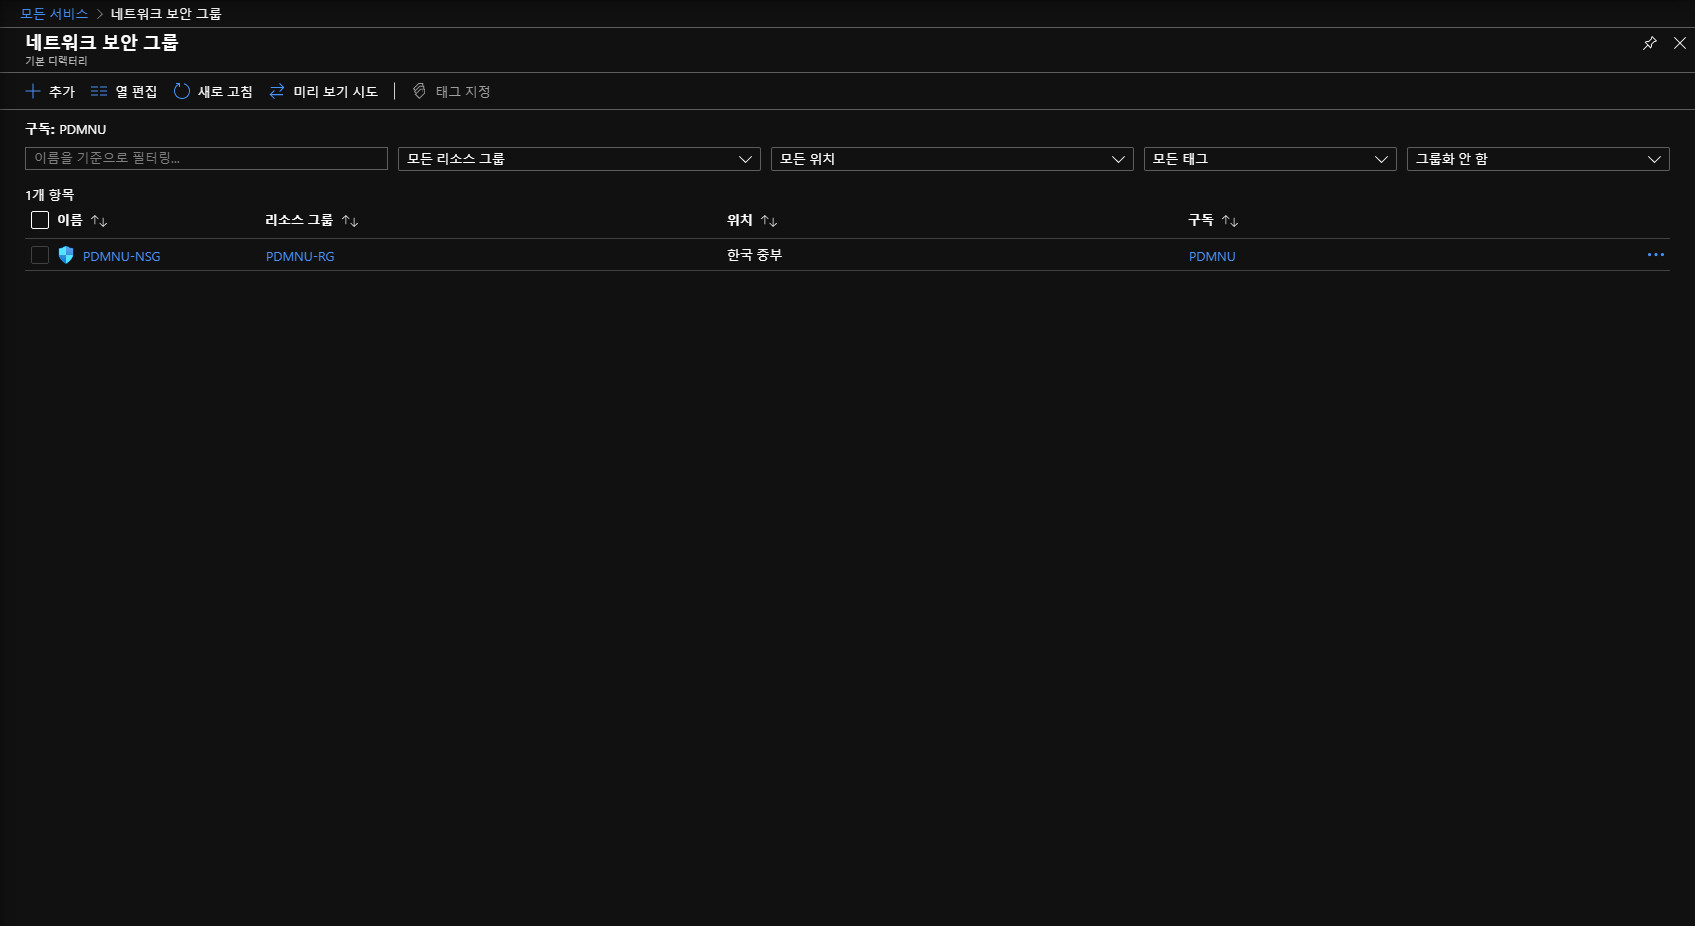 모든 서비스 > 네트워크 보안 그룹
네트워크 보안 그룹
기본 디렉터리
추가 열 편집 새로 고침 미리 보기 시도 태그 지정
구독: PDMNU
이름을 기준으로 필터링... 모든 리소스 그룹 모든 위치 모든 태그 그룹화 안 함
1개 항목
이름 리소스 그룹 위치 구독
PDMNU-NSG PDMNU-RG 한국 중부 PDMNU